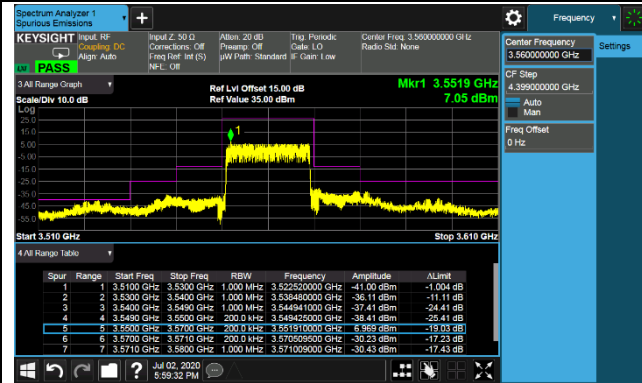 Spectrum Analyzer 1
Spurious Emissions
Frequency
KEYSIGHT
Input: RF
Coupling: DC
Align: Auto
Input Z: 50 Ω
Corrections: Off
Freq Ref: Int (S)
NFE: Off
Atten: 20 dB
Preamp: Off
µW Path: Standard
Trig: Periodic
Gate: LO
IF Gain: Low
Center Freq: 3.560000000 GHz
Radio Std: None
LXI PASS
Center Frequency
3.560000000 GHz
Settings
CF Step
4.399000000 GHz
Auto
Man
Freq Offset
0 Hz
3 All Range Graph
Scale/Div 10.0 dB
Ref Lvl Offset 15.00 dB
Ref Value 35.00 dBm
Mkr1 3.5519 GHz
7.05 dBm
Log
25.0
15.0
5.00
-5.00
-15.0
-25.0
-35.0
-45.0
-55.0
1
Start 3.510 GHz
Stop 3.610 GHz
4 All Range Table
Spur Range Start Freq Stop Freq RBW Frequency Amplitude ΔLimit
1 1 3.5100 GHz 3.5300 GHz 1.000 MHz 3.522520000 GHz -41.00 dBm -1.004 dB
2 2 3.5300 GHz 3.5400 GHz 1.000 MHz 3.538480000 GHz -36.11 dBm -11.11 dB
3 3 3.5400 GHz 3.5490 GHz 1.000 MHz 3.544941000 GHz -37.41 dBm -24.41 dB
4 4 3.5490 GHz 3.5500 GHz 200.0 kHz 3.549425000 GHz -38.41 dBm -25.41 dB
5 5 3.5500 GHz 3.5700 GHz 200.0 kHz 3.551910000 GHz 6.969 dBm -19.03 dB
6 6 3.5700 GHz 3.5710 GHz 200.0 kHz 3.570509500 GHz -30.23 dBm -17.23 dB
7 7 3.5710 GHz 3.5800 GHz 1.000 MHz 3.571009000 GHz -30.43 dBm -17.43 dB
Jul 02, 2020
5:59:32 PM